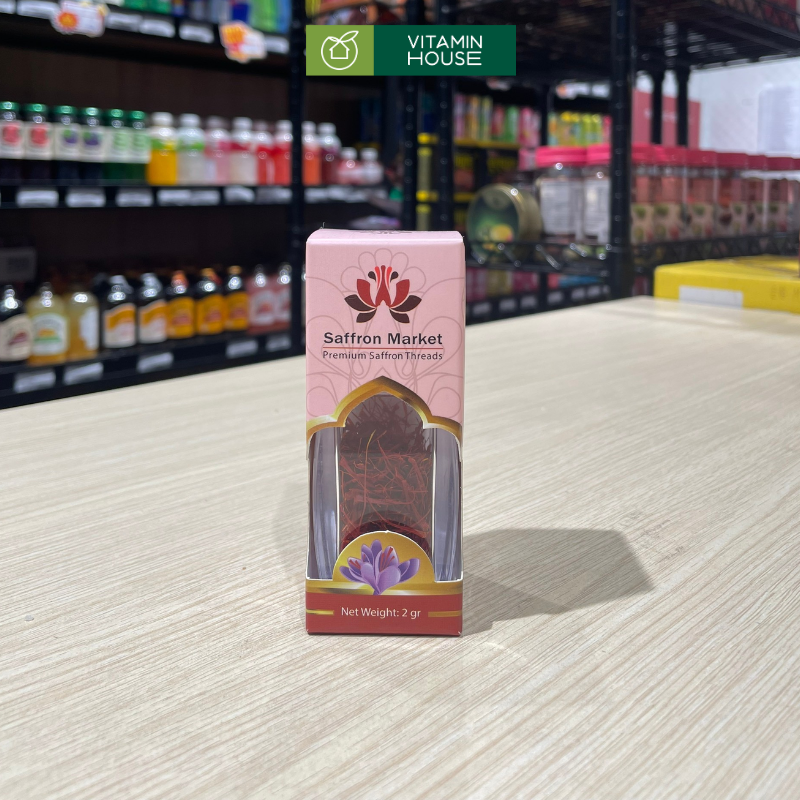 VITAMIN
HOUSE
Saffron Market
Premium Saffron Threads
Net Weight: 2 gr